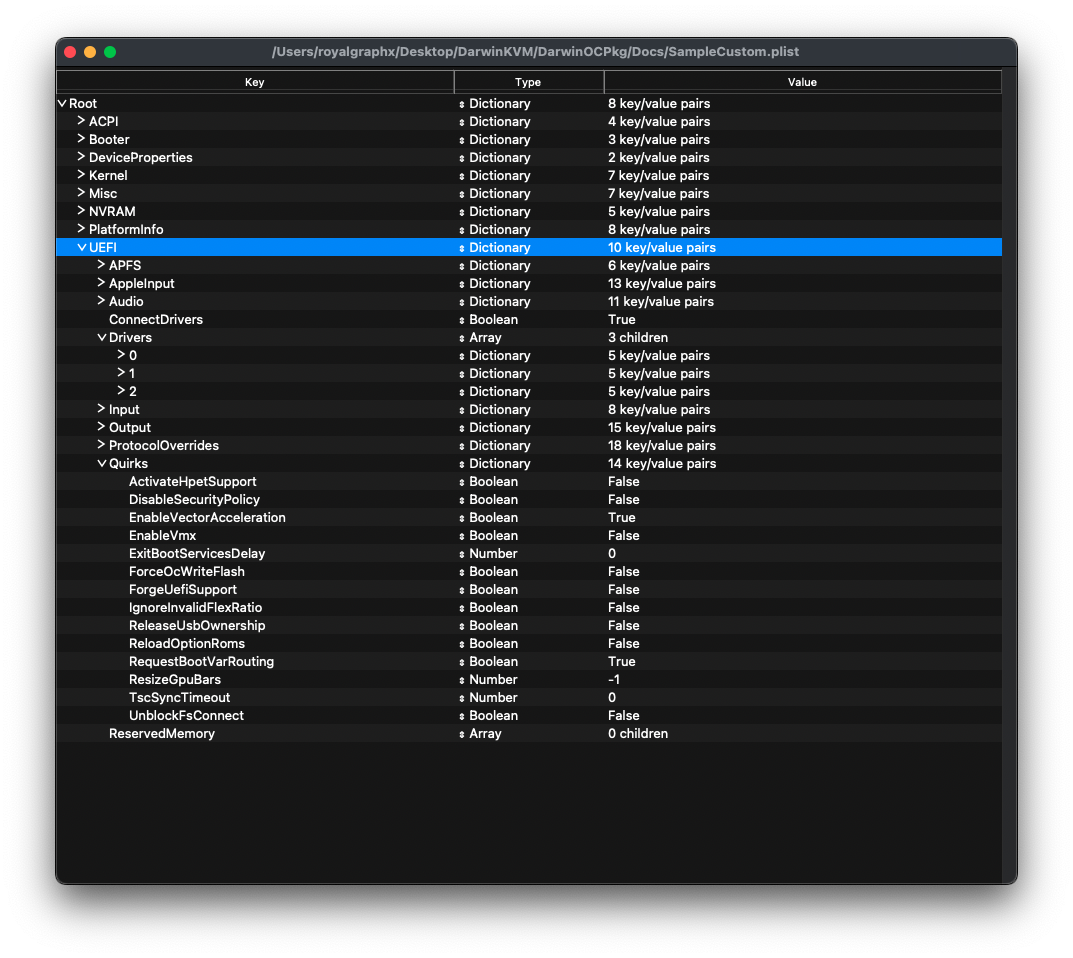 /Users/royalgraphx/Desktop/DarwinKVM/DarwinOCPkg/Docs/SampleCustom.plist
Key Type Value
Root Dictionary 8 key/value pairs
ACPI Dictionary 4 key/value pairs
Booter Dictionary 3 key/value pairs
DeviceProperties Dictionary 2 key/value pairs
Kernel Dictionary 7 key/value pairs
Misc Dictionary 7 key/value pairs
NVRAM Dictionary 5 key/value pairs
PlatformInfo Dictionary 8 key/value pairs
UEFI Dictionary 10 key/value pairs
APFS Dictionary 6 key/value pairs
AppleInput Dictionary 13 key/value pairs
Audio Dictionary 11 key/value pairs
ConnectDrivers Boolean True
Drivers Array 3 children
0 Dictionary 5 key/value pairs
1 Dictionary 5 key/value pairs
2 Dictionary 5 key/value pairs
Input Dictionary 8 key/value pairs
Output Dictionary 15 key/value pairs
ProtocolOverrides Dictionary 18 key/value pairs
Quirks Dictionary 14 key/value pairs
ActivateHpetSupport Boolean False
DisableSecurityPolicy Boolean False
EnableVectorAcceleration Boolean True
EnableVmx Boolean False
ExitBootServicesDelay Number 0
ForceOcWriteFlash Boolean False
ForgeUefiSupport Boolean False
IgnoreInvalidFlexRatio Boolean False
ReleaseUsbOwnership Boolean False
ReloadOptionRoms Boolean False
RequestBootVarRouting Boolean True
ResizeGpuBars Number -1
TscSyncTimeout Number 0
UnblockFsConnect Boolean False
ReservedMemory Array 0 children